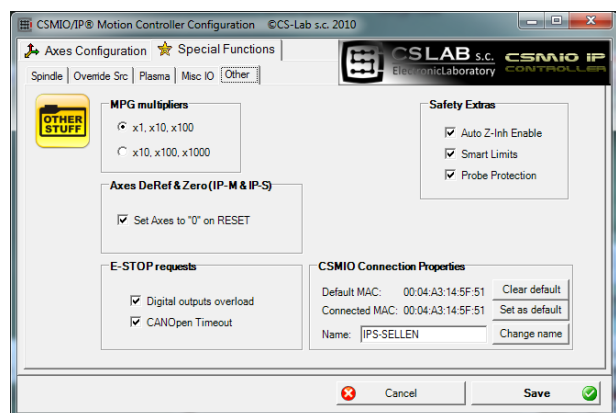 CSMIO/IP® Motion Controller Configuration ©CS-Lab s.c. 2010
Axes Configuration Special Functions
CSLAB s.c.
ElectronicLaboratory
CSMIO IP
CONTROLLER
Spindle Override Src Plasma Misc IO Other
OTHER
STUFF
MPG multipliers
x1, x10, x100
x10, x100, x1000
Safety Extras
Auto Z-Inh Enable
Smart Limits
Probe Protection
Axes DeRef & Zero (IP-M & IP-S)
Set Axes to "0" on RESET
E-STOP requests
Digital outputs overload
CANOpen Timeout
CSMIO Connection Properties
Default MAC: 00:04:A3:14:5F:51 Clear default
Connected MAC: 00:04:A3:14:5F:51 Set as default
Name: IPS-SELLEN Change name
Cancel Save